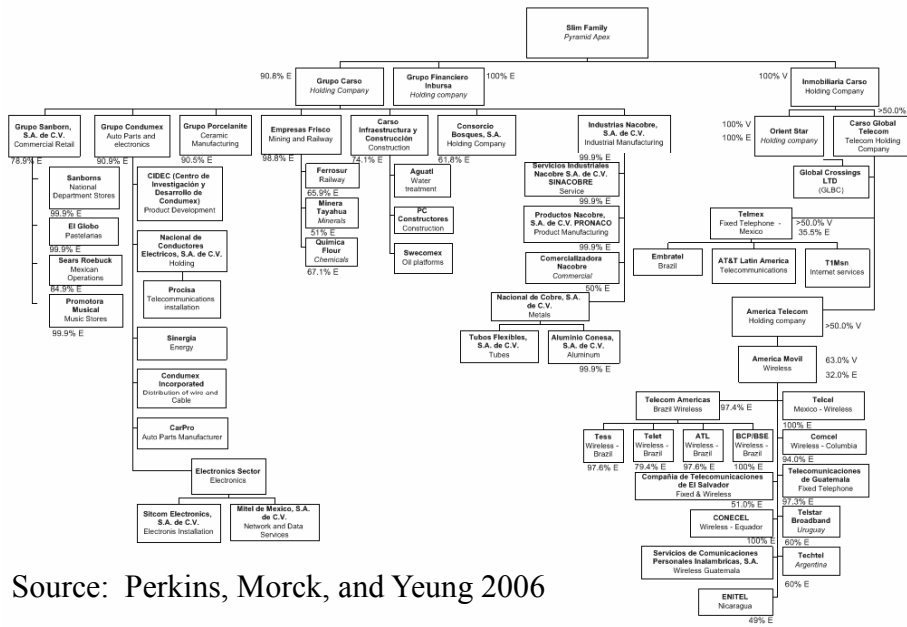 Slim Family
Pyramid Apex
90.8% E
Grupo Carso
Holding Company
Grupo Financiero
Inbursa
Holding company
100% E
100% V
Inmobiliaria Carso
Holding Company
>50.0%
Grupo Sanborn,
S.A. de C.V.
Commercial Retail
78.9% E
Grupo Condumex
Auto Parts and
electronics
90.9% E
Grupo Porcelanite
Ceramic
Manufacturing
90.5% E
Empresas Frisco
Mining and Railway
98.8% E
Carso
Infraestructura y
Construcción
Construction
74.1% E
Consorcio
Bosques, S.A.
Holding Company
61.8% E
Industrias Nacobre,
S.A. de C.V.
Industrial Manufacturing
99.9% E
100% V
100% E
Orient Star
Holding company
Carso Global
Telecom
Telecom Holding
Company
Sanborns
National
Department Stores
99.9% E
El Globo
Pastelarias
99.9% E
Sears Roebuck
Mexican
Operations
84.9% E
Promotora
Musical
Music Stores
99.9% E
CIDEC (Centro de
Investigación y
Desarrollo de
Condumex)
Product Development
Nacional de
Conductores
Electricos, S.A. de C.V.
Holding
Procisa
Telecommunications
installation
Sinergia
Energy
Condumex
Incorporated
Distribution of wire and
Cable
CarPro
Auto Parts Manufacturer
Electronics Sector
Electronics
Sitcom Electronics,
S.A. de C.V.
Electronis Installation
Mitel de Mexico, S.A.
de C.V.
Network and Data
Services
Ferrosur
Railway
65.9% E
Minera
Tayahua
Minerals
51% E
Quimica
Flour
Chemicals
67.1% E
Aguatl
Water
treatment
PC
Constructores
Construction
Swecomex
Oil platforms
Servicios Industriales
Nacobre S.A. de C.V.
SINACOBRE
Service
99.9% E
Productos Nacobre,
S.A. de C.V. PRONACO
Product Manufacturing
99.9% E
Comercializadora
Nacobre
Commercial
50% E
Nacional de Cobre, S.A.
de C.V.
Metals
Tubos Flexibles,
S.A. de C.V.
Tubes
Aluminio Conesa,
S.A. de C.V.
Aluminum
99.9% E
Global Crossings
LTD
(GLBC)
Telmex
Fixed Telephone -
Mexico
>50.0% V
35.5% E
Embratel
Brazil
AT&T Latin America
Telecommunications
T1Msn
Internet services
America Telecom
Holding company
>50.0% V
America Movil
Wireless
63.0% V
32.0% E
Telecom Americas
Brazil Wireless
97.4% E
Telcel
Mexico - Wireless
100% E
Tess
Wireless -
Brazil
97.6% E
Telet
Wireless -
Brazil
79.4% E
ATL
Wireless -
Brazil
97.6% E
BCP/BSE
Wireless -
Brazil
100% E
Comcel
Wireless - Columbia
94.0% E
Compañia de Telecomunicaciones
de El Salvador
Fixed & Wireless
51.0% E
Telecomunicaciones
de Guatemala
Fixed Telephone
97.3% E
CONECEL
Wireless - Equador
100% E
Telstar
Broadband
Uruguay
60% E
Servicios de Comunicaciones
Personales Inalambricas, S.A.
Wireless Guatemala
Techtel
Argentina
60% E
ENITEL
Nicaragua
49% E
Source: Perkins, Morck, and Yeung 2006